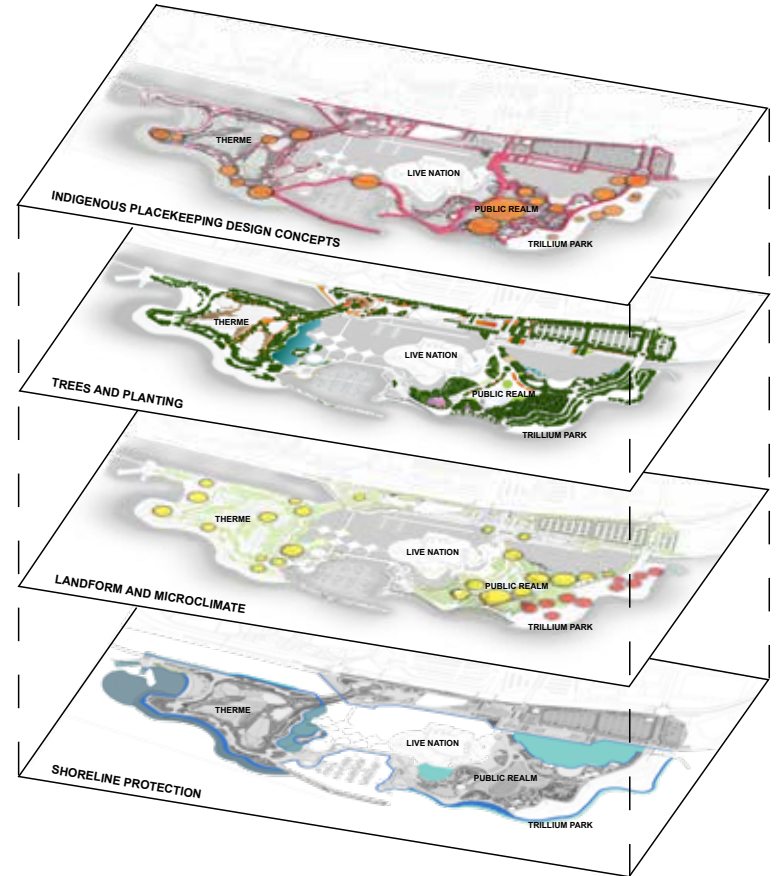 THERME
LIVE NATION
PUBLIC REALM
TRILLIUM PARK
INDIGENOUS PLACEKEEPING DESIGN CONCEPTS
THERME
LIVE NATION
PUBLIC REALM
TRILLIUM PARK
TREES AND PLANTING
THERME
LIVE NATION
PUBLIC REALM
TRILLIUM PARK
LANDFORM AND MICROCLIMATE
THERME
LIVE NATION
PUBLIC REALM
TRILLIUM PARK
SHORELINE PROTECTION